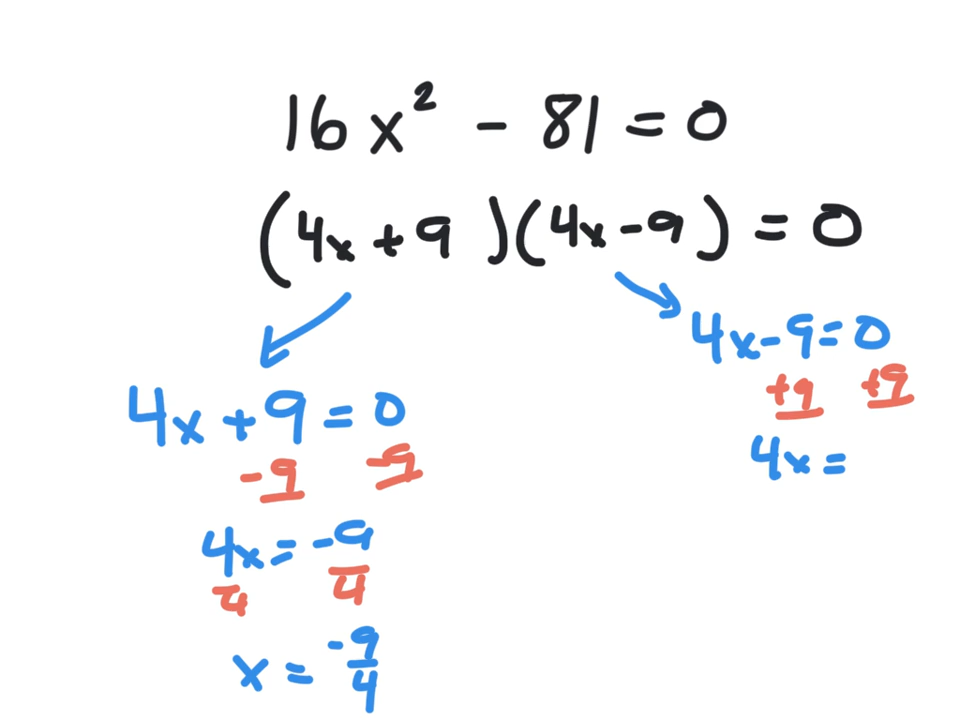 16x² - 81 = 0
(4x + 9)(4x - 9) = 0
4x + 9 = 0
-9 -9
4x = -9
4 4
x = -9/4
4x - 9 = 0
+9 +9
4x =